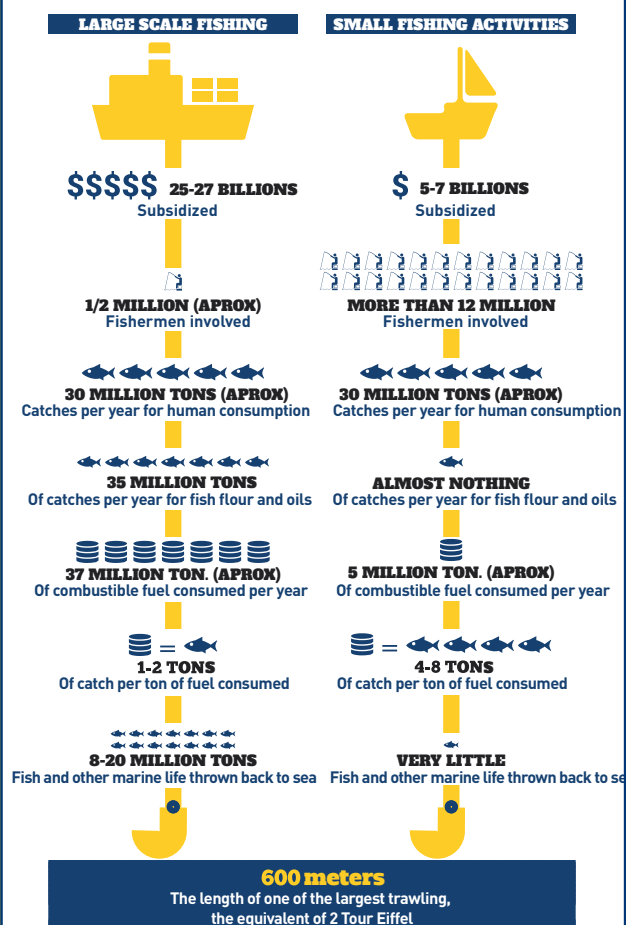 LARGE SCALE FISHING
SMALL FISHING ACTIVITIES
$$$$$ 25-27 BILLIONS
Subsidized
$ 5-7 BILLIONS
Subsidized
1/2 MILLION (APROX)
Fishermen involved
MORE THAN 12 MILLION
Fishermen involved
30 MILLION TONS (APROX)
Catches per year for human consumption
30 MILLION TONS (APROX)
Catches per year for human consumption
35 MILLION TONS
Of catches per year for fish flour and oils
ALMOST NOTHING
Of catches per year for fish flour and oils
37 MILLION TON. (APROX)
Of combustible fuel consumed per year
5 MILLION TON. (APROX)
Of combustible fuel consumed per year
=
1-2 TONS
Of catch per ton of fuel consumed
=
4-8 TONS
Of catch per ton of fuel consumed
8-20 MILLION TONS
Fish and other marine life thrown back to sea
VERY LITTLE
Fish and other marine life thrown back to se
600 meters
The length of one of the largest trawling,
the equivalent of 2 Tour Eiffel